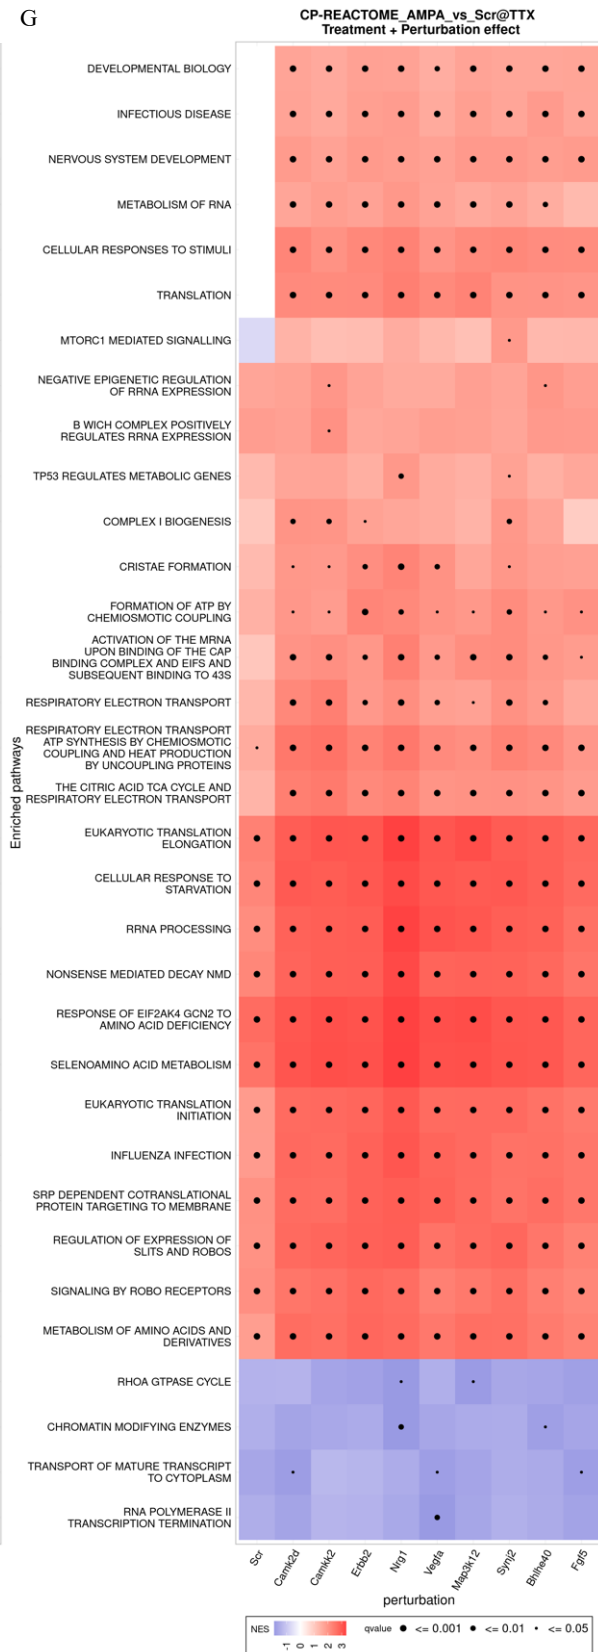 G
CP-REACTOME_AMPA_vs_Scr@TTX
Treatment + Perturbation effect
Enriched pathways
DEVELOPMENTAL BIOLOGY
INFECTIOUS DISEASE
NERVOUS SYSTEM DEVELOPMENT
METABOLISM OF RNA
CELLULAR RESPONSES TO STIMULI
TRANSLATION
MTORC1 MEDIATED SIGNALLING
NEGATIVE EPIGENETIC REGULATION
OF RRNA EXPRESSION
B WICH COMPLEX POSITIVELY
REGULATES RRNA EXPRESSION
TP53 REGULATES METABOLIC GENES
COMPLEX I BIOGENESIS
CRISTAE FORMATION
FORMATION OF ATP BY
CHEMIOSMOTIC COUPLING
ACTIVATION OF THE MRNA
UPON BINDING OF THE CAP
BINDING COMPLEX AND EIFS AND
SUBSEQUENT BINDING TO 43S
RESPIRATORY ELECTRON TRANSPORT
RESPIRATORY ELECTRON TRANSPORT
ATP SYNTHESIS BY CHEMIOSMOTIC
COUPLING AND HEAT PRODUCTION
BY UNCOUPLING PROTEINS
THE CITRIC ACID TCA CYCLE AND
RESPIRATORY ELECTRON TRANSPORT
EUKARYOTIC TRANSLATION
ELONGATION
CELLULAR RESPONSE TO
STARVATION
RRNA PROCESSING
NONSENSE MEDIATED DECAY NMD
RESPONSE OF EIF2AK4 GCN2 TO
AMINO ACID DEFICIENCY
SELENOAMINO ACID METABOLISM
EUKARYOTIC TRANSLATION
INITIATION
INFLUENZA INFECTION
SRP DEPENDENT COTRANSLATIONAL
PROTEIN TARGETING TO MEMBRANE
REGULATION OF EXPRESSION OF
SLITS AND ROBOS
SIGNALING BY ROBO RECEPTORS
METABOLISM OF AMINO ACIDS AND
DERIVATIVES
RHOA GTPASE CYCLE
CHROMATIN MODIFYING ENZYMES
TRANSPORT OF MATURE TRANSCRIPT
TO CYTOPLASM
RNA POLYMERASE II
TRANSCRIPTION TERMINATION
Scr Camk2d Camkk2 Erbb2 Nrg1 Vegfa Map3k12 Synj2 Bhlhe40 Fgf5
perturbation
NES -1 0 1 2 3 qvalue <= 0.001 <= 0.01 <= 0.05